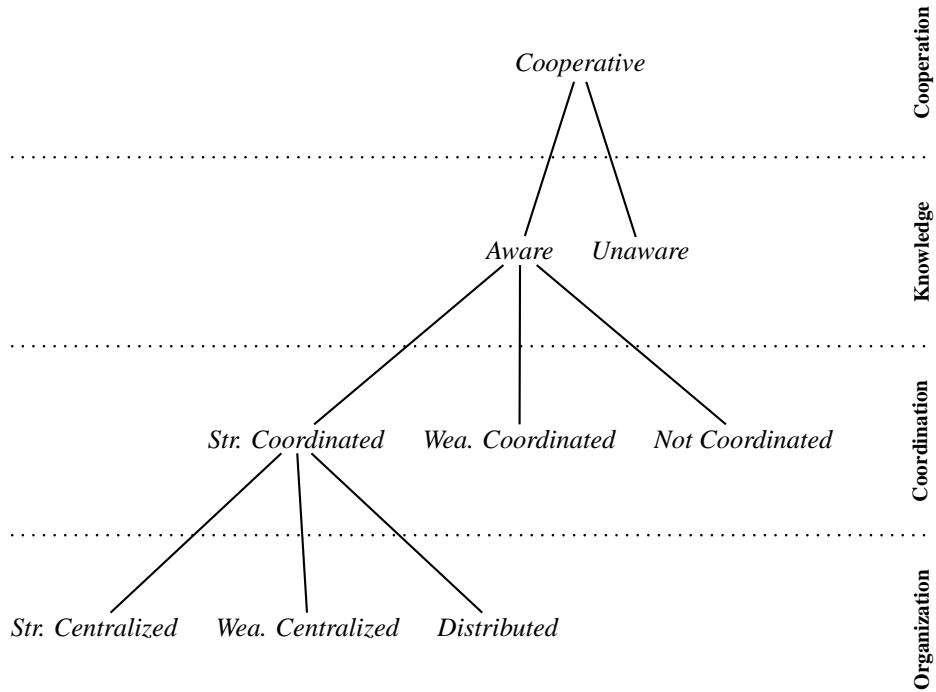 Cooperative
Cooperation
Aware
Unaware
Knowledge
Str. Coordinated
Wea. Coordinated
Not Coordinated
Coordination
Str. Centralized
Wea. Centralized
Distributed
Organization